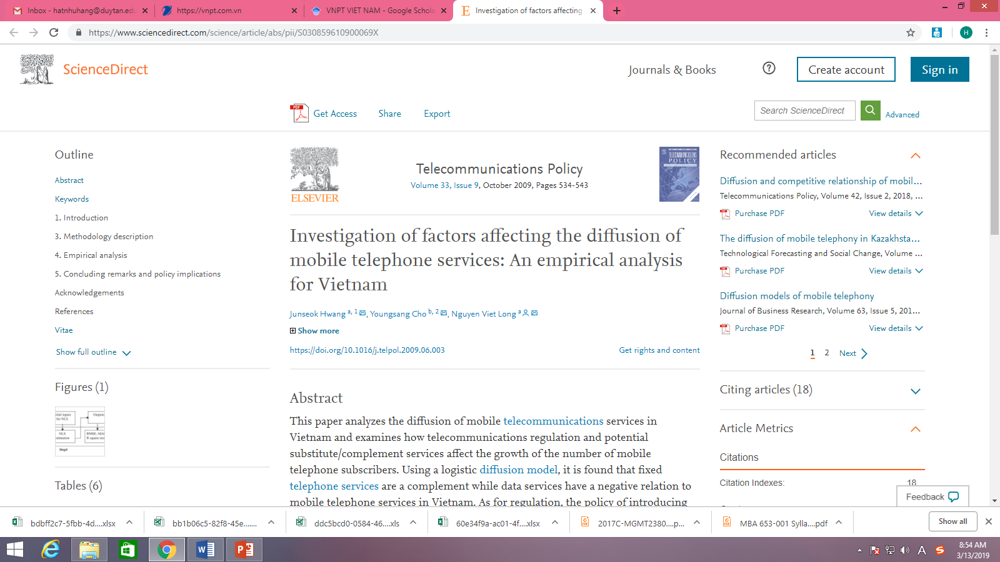 Inbox - hatnhuhang@duytan.edu
https://vnpt.com.vn
VNPT VIET NAM - Google Schola
Investigation of factors affecting
https://www.sciencedirect.com/science/article/abs/pii/S030859610900069X
H
ScienceDirect
Journals & Books
?
Create account
Sign in
PDF
Get Access
Share
Export
Search ScienceDirect
Advanced
Outline
Abstract
Keywords
1. Introduction
3. Methodology description
4. Empirical analysis
5. Concluding remarks and policy implications
Acknowledgements
References
Vitae
Show full outline
Figures (1)
Tables (6)
ELSEVIER
Telecommunications Policy
Volume 33, Issue 9, October 2009, Pages 534-543
TELECOMMUNICATIONS
POLICY
Investigation of factors affecting the diffusion of
mobile telephone services: An empirical analysis
for Vietnam
Junseok Hwang a, 1, Youngsang Cho b, 2, Nguyen Viet Long a
Show more
https://doi.org/10.1016/j.telpol.2009.06.003
Get rights and content
Abstract
This paper analyzes the diffusion of mobile telecommunications services in
Vietnam and examines how telecommunications regulation and potential
substitute/complement services affect the growth of the number of mobile
telephone subscribers. Using a logistic diffusion model, it is found that fixed
telephone services are a complement while data services have a negative relation to
mobile telephone services in Vietnam. As for regulation, the policy of introducing
Recommended articles
Diffusion and competitive relationship of mobil...
Telecommunications Policy, Volume 42, Issue 2, 2018, ...
Purchase PDF
View details
The diffusion of mobile telephony in Kazakhsta...
Technological Forecasting and Social Change, Volume ...
Purchase PDF
View details
Diffusion models of mobile telephony
Journal of Business Research, Volume 63, Issue 5, 201...
Purchase PDF
View details
1 2 Next
Citing articles (18)
Article Metrics
Citations
Citation Indexes: 18
Feedback
bdbff2c7-5fbb-4d....xlsx
bb1b06c5-82f8-45e.......
ddc5bcd0-0584-46....xls
60e34f9a-ac01-4f....xlsx
2017C-MGMT2380....p...
MBA 653-001 Sylla....pdf
Show all
A
8:54 AM
3/13/2019